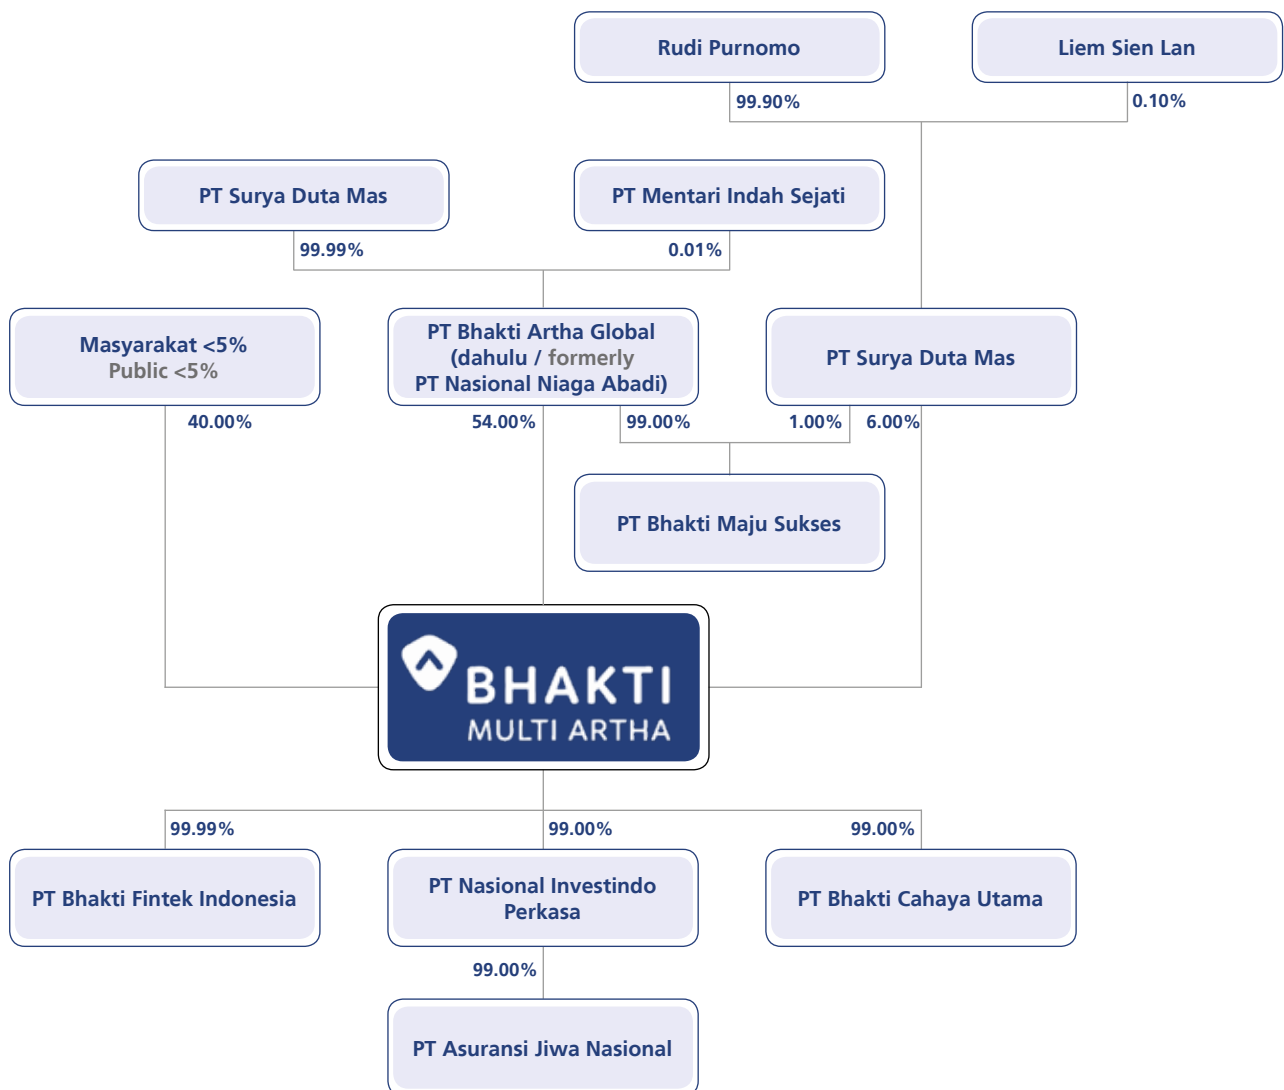 Rudi Purnomo
Liem Sien Lan
99.90%
0.10%
PT Surya Duta Mas
PT Mentari Indah Sejati
99.99%
0.01%
Masyarakat <5%
Public <5%
PT Bhakti Artha Global
(dahulu / formerly
PT Nasional Niaga Abadi)
PT Surya Duta Mas
40.00%
54.00%
99.00%
1.00%
6.00%
PT Bhakti Maju Sukses
BHAKTI
MULTI ARTHA
99.99%
99.00%
99.00%
PT Bhakti Fintek Indonesia
PT Nasional Investindo
Perkasa
PT Bhakti Cahaya Utama
99.00%
PT Asuransi Jiwa Nasional